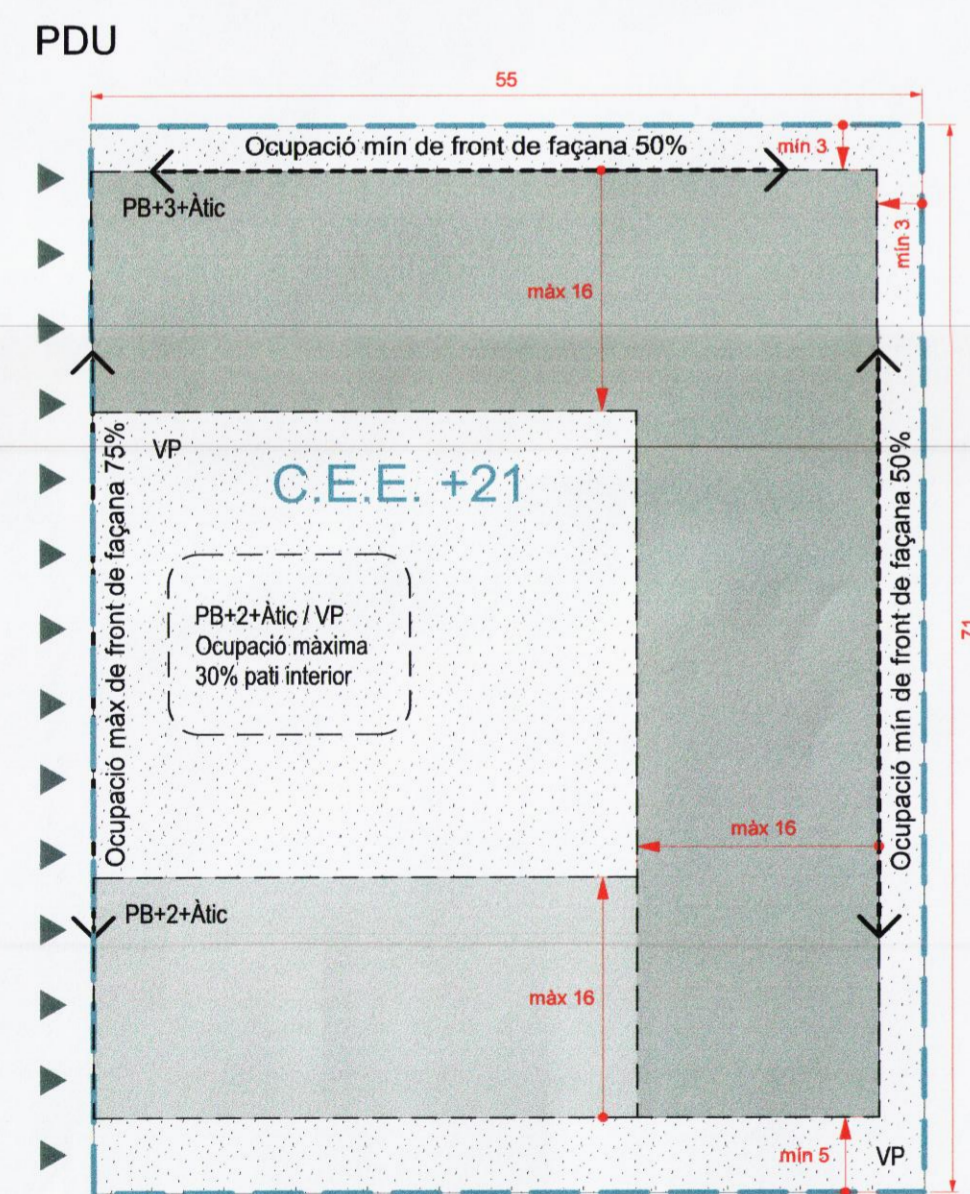 PDU
55
Ocupació mín de front de façana 50%
mín 3
PB+3+Àtic
mín 3
màx 16
Ocupació màx de front de façana 75%
VP
C.E.E. +21
Ocupació mín de front de façana 50%
PB+2+Àtic / VP
Ocupació màxima
30% pati interior
71
màx 16
PB+2+Àtic
màx 16
mín 5
VP